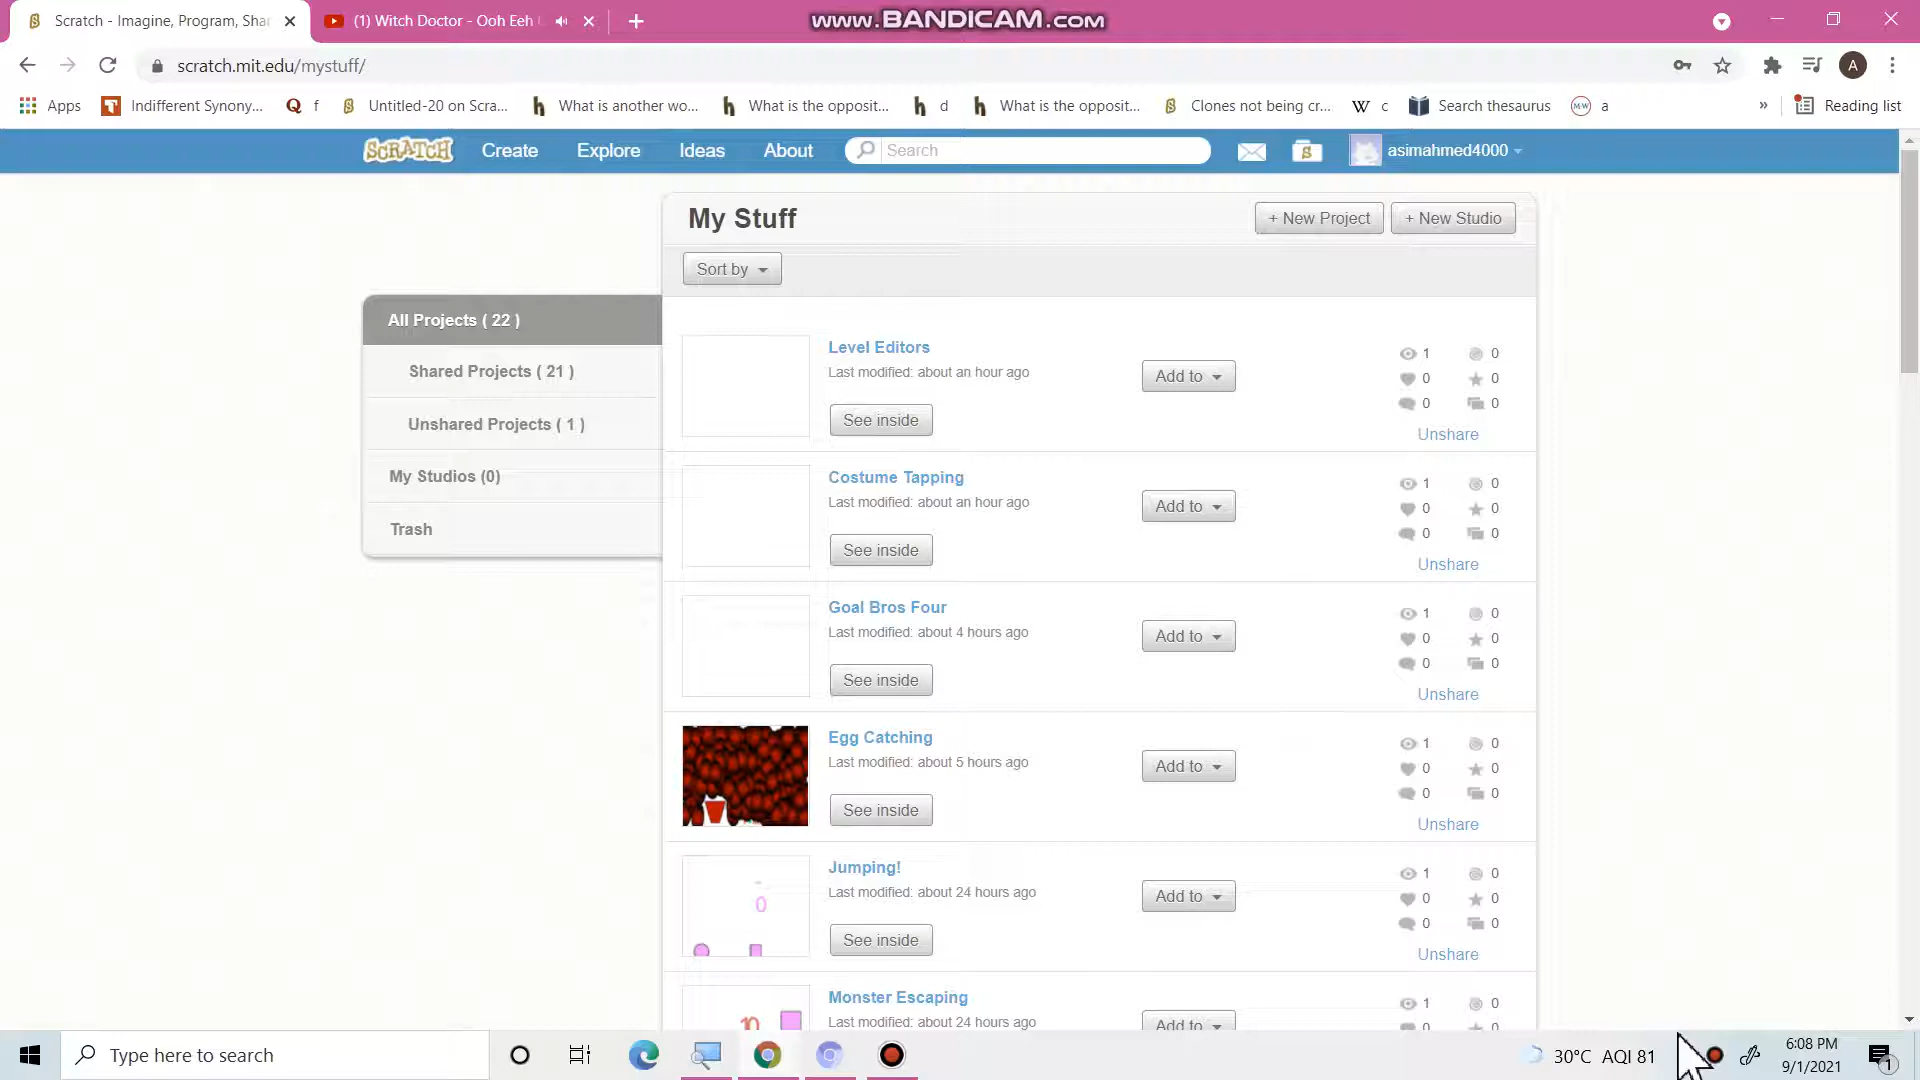 Scratch - Imagine, Program, Shar
(1) Witch Doctor - Ooh Eeh
www.BANDICAM.com
scratch.mit.edu/mystuff/
A
Apps
Indifferent Synony...
f
Untitled-20 on Scra...
What is another wo...
What is the opposit...
d
What is the opposit...
Clones not being cr...
c
Search thesaurus
a
»
Reading list
SCRATCH
Create
Explore
Ideas
About
Search
asimahmed4000
My Stuff
+ New Project
+ New Studio
Sort by
All Projects ( 22 )
Shared Projects ( 21 )
Unshared Projects ( 1 )
My Studios (0)
Trash
Level Editors
Last modified: about an hour ago
See inside
Add to
1 0
0 0
0 0
Unshare
Costume Tapping
Last modified: about an hour ago
See inside
Add to
1 0
0 0
0 0
Unshare
Goal Bros Four
Last modified: about 4 hours ago
See inside
Add to
1 0
0 0
0 0
Unshare
Egg Catching
Last modified: about 5 hours ago
See inside
Add to
1 0
0 0
0 0
Unshare
0
Jumping!
Last modified: about 24 hours ago
See inside
Add to
1 0
0 0
0 0
Unshare
10
Monster Escaping
Last modified: about 24 hours ago
Add to
1 0
0 0
Type here to search
30°C AQI 81
6:08 PM
9/1/2021
1